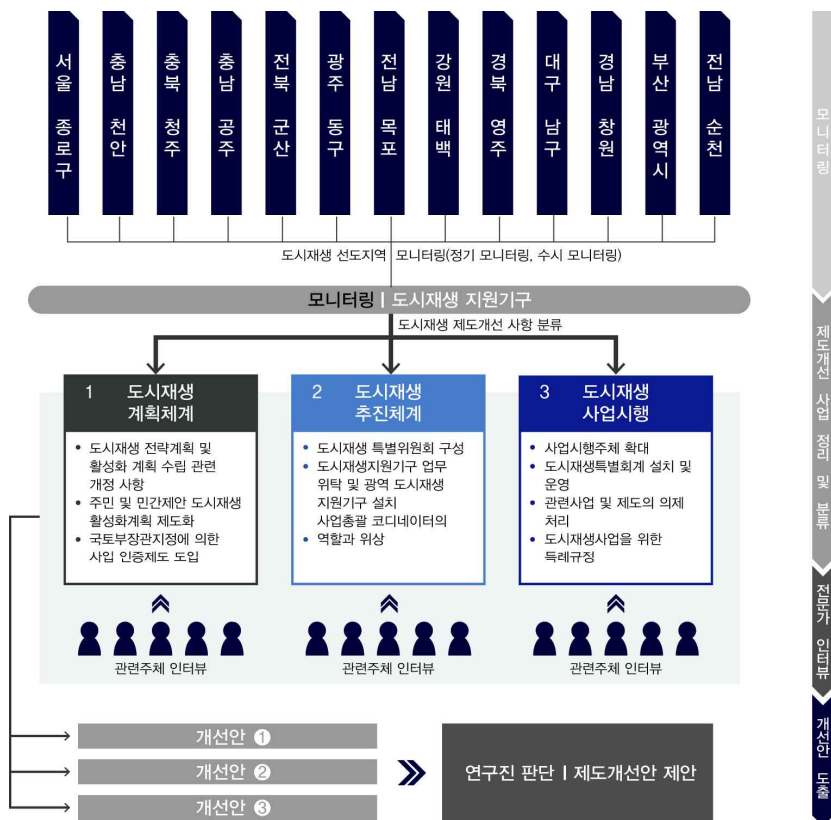 서울 종로구
충남 천안
충북 청주
충남 공주
전북 군산
광주 동구
전남 목포
강원 태백
경북 영주
대구 남구
경남 창원
부산 광역시
전남 순천
도시재생 선도지역 모니터링(정기 모니터링, 수시 모니터링)
모니터링 | 도시재생 지원기구
도시재생 제도개선 사항 분류
1 도시재생
계획체계
• 도시재생 전략계획 및
활성화 계획 수립 관련
개정 사항
• 주민 및 민간제안 도시재생
활성화계획 제도화
• 국토부장관지정에 의한
사입 인증제도 도입
관련주체 인터뷰
2 도시재생
추진체계
• 도시재생 특별위원회 구성
• 도시재생지원기구 업무
위탁 및 광역 도시재생
지원기구 설치
사업총괄 코디네이터의
• 역할과 위상
관련주체 인터뷰
3 도시재생
사업시행
• 사업시행주체 확대
• 도시재생특별회계 설치 및
운영
• 관련사업 및 제도의 의제
처리
• 도시재생사업을 위한
특례규정
관련주체 인터뷰
개선안 ❶
개선안 ❷
개선안 ❸
연구진 판단 | 제도개선안 제안
모니터링
제도개선 사업 정리 및 분류
전문가 인터뷰
개선안 도출